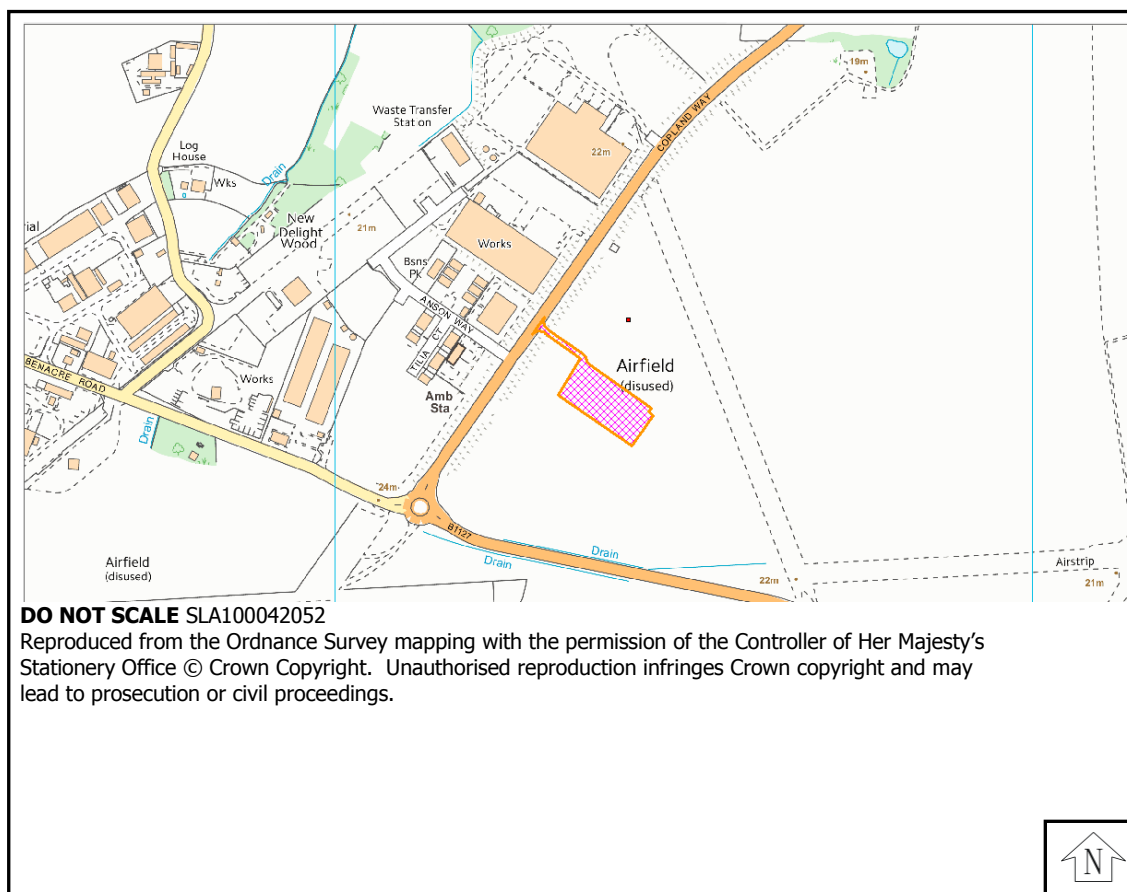 19m
COPLAND WAY
Waste Transfer
Station
22m
Log
House
Drain
Wks
New
Delight
Wood
21m
rial
Works
Bsns
Pk
ANSON WAY
TILIA CT
Airfield
(disused)
BENACRE ROAD
Works
Amb
Sta
Drain
24m
B1127
Drain
Drain
Airfield
(disused)
Airstrip
22m
21m
DO NOT SCALE SLA100042052
Reproduced from the Ordnance Survey mapping with the permission of the Controller of Her Majesty’s
Stationery Office © Crown Copyright. Unauthorised reproduction infringes Crown copyright and may
lead to prosecution or civil proceedings.
N